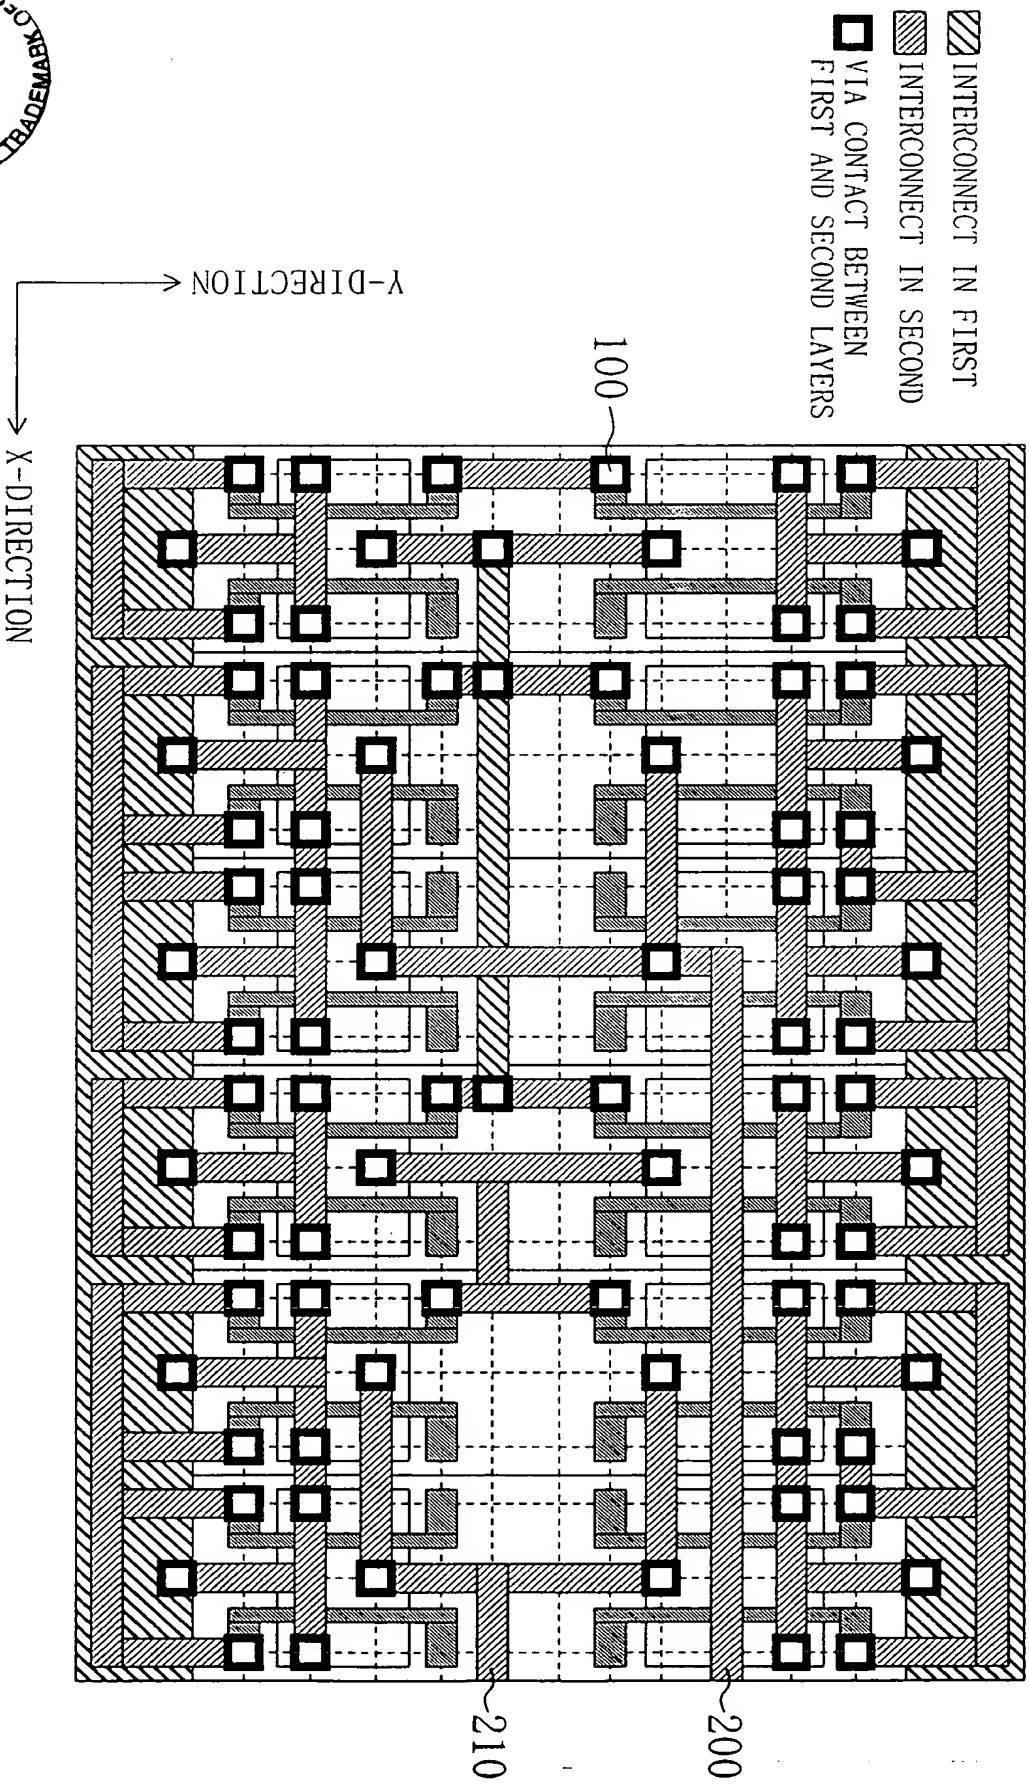 INTERCONNECT IN FIRST
INTERCONNECT IN SECOND
VIA CONTACT BETWEEN
FIRST AND SECOND LAYERS
TRADEMARK
Y-DIRECTION
X-DIRECTION
100
200
210